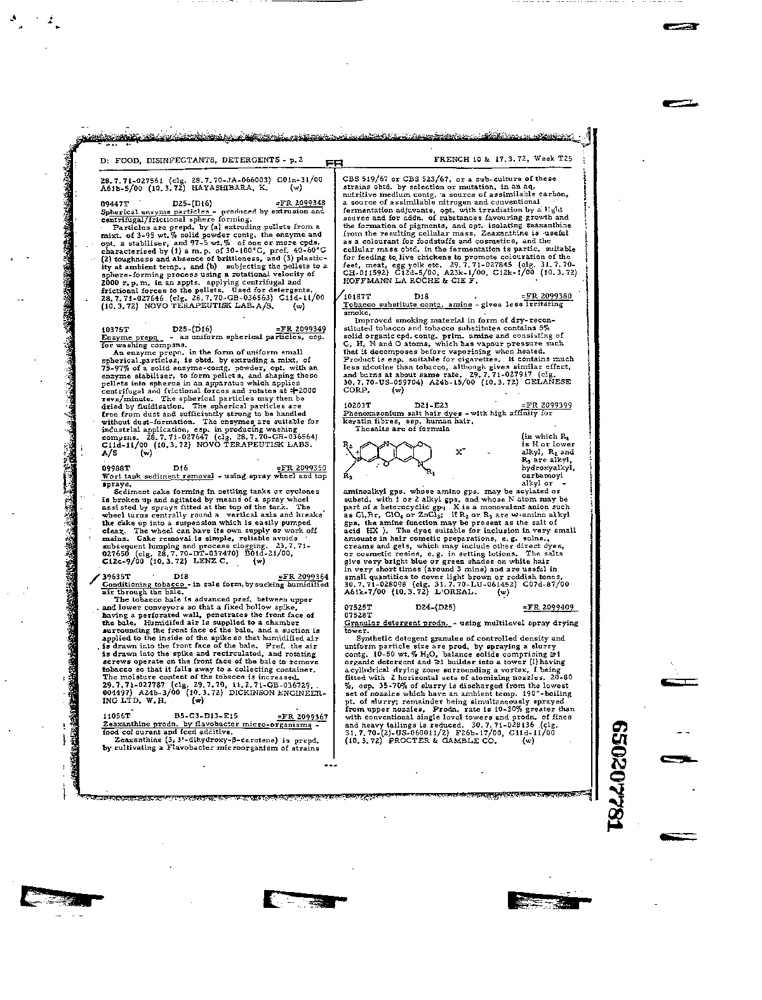 D: FOOD, DISINFECTANTS, DETERGENTS - p.2
FR
FRENCH 10 & 17.3.72, Week T25
28.7.71-027561 (clg. 28.7.70-JA-066003) G01n-31/00
A61b-5/00 (10.3.72) HAYASHIBARA, K. (w)
09447T D25-(D16) =FR 2099348
Spherical enzyme particles - produced by extrusion and
centrifugal/frictional sphere forming.
Particles are prepd. by (a) extruding pellets from a
mixt. of 3-95 wt.% solid powder contg. the enzyme and
opt. a stabiliser, and 97-5 wt.% of one or more cpds.
characterised by (1) a m.p. of 30-100°C, pref. 40-60°C
(2) toughness and absence of brittleness, and (3) plastic-
ity at ambient temp., and (b) subjecting the pellets to a
sphere-forming process using a rotational velocity of
2000 r.p.m. in an appts. applying centrifugal and
frictional forces to the pellets. Used for detergents.
28.7.71-027646 (clg. 28.7.70-GB-036563) C11d-11/00
(10.3.72) NOVO TERAPEUTISK LAB.A/S. (w)
10375T D25-(D16) =FR 2099349
Enzyme prepn. - as uniform spherical particles, esp.
for washing compsns.
An enzyme prepn. in the form of uniform small
spherical particles, is obtd. by extruding a mixt. of
75-97% of a solid enzyme-contg. powder, opt. with an
enzyme stabiliser, to form pellets, and shaping these
pellets into spheres in an apparatus which applies
centrifugal and frictional forces and rotates at 2000
revs/minute. The spherical particles may then be
dried by fluidisation. The spherical particles are
free from dust and sufficiently strong to be handled
without dust-formation. The enzymes are suitable for
industrial application, esp. in producing washing
compsns. 28.7.71-027647 (clg. 28.7.70-GB-036564)
C11d-11/00 (10.3.72) NOVO TERAPEUTISK LABS.
A/S (w)
09988T D16 =FR 2099350
Wort tank sediment removal - using spray wheel and top
sprays.
Sediment cake forming in settling tanks or cyclones
is broken up and agitated by means of a spray wheel
assisted by sprays fitted at the top of the tank. The
wheel turns centrally round a vertical axis and breaks
the cake up into a suspension which is easily pumped
clear. The wheel can have its own supply or work off
mains. Cake removal is simple, reliable avoids
subsequent lumping and process clogging. 23.7.71-
027650 (clg. 28.7.70-DT-037470) B01d-21/00,
C12c-9/00 (10.3.72) LENZ C. (w)
39635T D18 =FR 2099364
Conditioning tobacco - in bale form, by sucking humidified
air through the bale.
The tobacco bale is advanced pref. between upper
and lower conveyors so that a fixed hollow spike,
having a perforated wall, penetrates the front face of
the bale. Humidified air is supplied to a chamber
surrounding the front face of the bale, and a suction is
applied to the inside of the spike so that humidified air
is drawn into the front face of the bale. Pref. the air
is drawn into the spike and recirculated, and rotating
screws operate on the front face of the bale to remove
tobacco so that it falls away to a collecting container.
The moisture content of the tobacco is increased.
29.7.71-027787 (clg. 29.7.70, 11.2.71-GB-036729,
004497) A24b-3/00 (10.3.72) DICKINSON ENGINEER-
ING LTD, W.H. (w)
11056T B5-C3-D13-E15 =FR 2099367
Zeaxanthine prodn. by flavobacter micro-organisms -
food colourant and feed additive.
Zeaxanthine (3,3'-dihydroxy-β-carotene) is prepd.
by cultivating a Flavobacter microorganism of strains
CBS 519/67 or CBS 523/67, or a sub-culture of these
strains obtd. by selection or mutation, in an aq.
nutritive medium contg. a source of assimilable carbon,
a source of assimilable nitrogen and conventional
fermentation adjuvants, opt. with irradiation by a light
source and for addn. of substances favouring growth and
the formation of pigments, and opt. isolating zeaxanthine
from the resulting cellular mass. Zeaxanthine is useful
as a colourant for foodstuffs and cosmetics, and the
cellular mass obtd. in the fermentation is partic. suitable
for feeding to live chickens to promote colouration of the
feet, meat, egg yolk etc. 29.7.71-027845 (clg. 31.7.70-
CH-011592) C12d-5/00, A23k-1/00, C12k-1/00 (10.3.72)
HOFFMANN LA ROCHE & CIE F.
10187T D18 =FR 2099380
Tobacco substitute contg. amine - gives less irritating
smoke.
Improved smoking material in form of dry-recon-
stituted tobacco and tobacco substitutes contains 5%
solid organic cpd. contg. prim. amine and consisting of
C, H, N and O atoms, which has vapour pressure such
that it decomposes before vaporising when heated.
Product is esp. suitable for cigarettes. It contains much
less nicotine than tobacco, although gives similar effect,
and burns at about same rate. 29.7.71-027917 (clg.
30.7.70-US-059704) A24b-15/00 (10.3.72) CELANESE
CORP. (w)
10203T D21-E23 =FR 2099399
Phenoxazonium salt hair dyes - with high affinity for
keratin fibres, esp. human hair.
The salts are of formula
R₂
N
R₃
N
O
O
R₁
X⁻
(in which R₁
is H or lower
alkyl, R₂ and
R₃ are alkyl,
hydroxyalkyl,
carbamoyl
alkyl or -
aminoalkyl gps. whose amino gps. may be acylated or
substd. with 1 or 2 alkyl gps. and whose N atom may be
part of a heterocyclic gp; X is a monovalent anion such
as Cl, Br, ClO₄ or ZnCl₃; if R₂ or R₃ are w-amino alkyl
gps. the amine function may be present as the salt of
acid HX ). The dyes suitable for inclusion in very small
amounts in hair cometic preparations, e.g. solns.,
creams and gels, which may include other direct dyes,
or cosmetic resins, e.g. in setting lotions. The salts
give very bright blue or green shades on white hair
in very short times (around 3 mins) and are useful in
small quantities to cover light brown or reddish tones.
30.7.71-028098 (clg. 31.7.70-LU-061452) C07d-87/00
A61k-7/00 (10.3.72) L'OREAL. (w)
07525T D24-(D25) =FR 2099409
07528T
Granular detergent prodn. - using multilevel spray drying
tower.
Synthetic detergent granules of controlled density and
uniform particle size are prod. by spraying a slurry
contg. 10-50 wt.% H₂O, balance solids comprising ≥1
organic detergent and ≥1 builder into a tower (I) having
a cylindrical drying zone surrounding a vortex, I being
fitted with 2 horizontal sets of atomizing nozzles. 20-80
%, esp. 35-70% of slurry is discharged from the lowest
set of nozzles which have an ambient temp. 190°-boiling
pt. of slurry; remainder being simultaneously sprayed
from upper nozzles. Prodn. rate is 10-30% greater than
with conventional single level towers and prodn. of fines
and heavy tailings is reduced. 30.7.71-028136 (clg.
31.7.70-(2)-US-060011/2) F26b-17/00, C11d-11/00
(10.3.72) PROCTER & GAMBLE CO. (w)
650207781